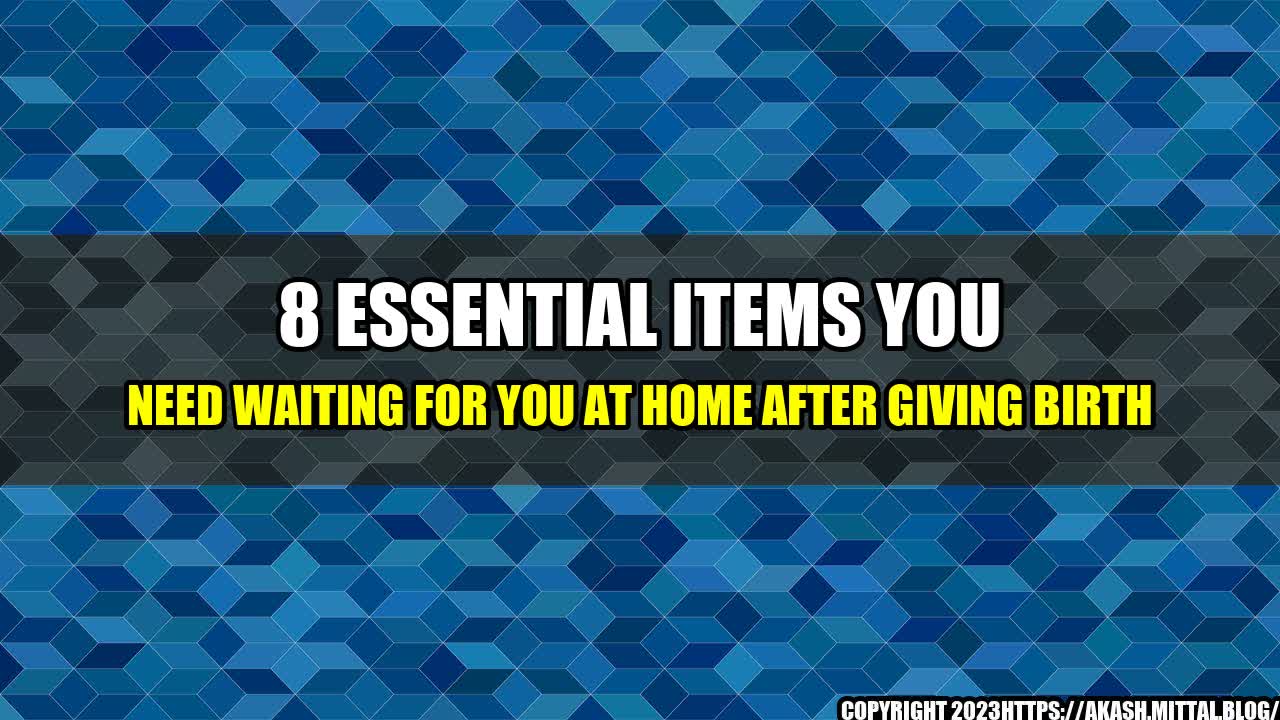 8 ESSENTIAL ITEMS YOU
NEED WAITING FOR YOU AT HOME AFTER GIVING BIRTH
COPYRIGHT 2023HTTPS://AKASH.MITTAL.BLOG/